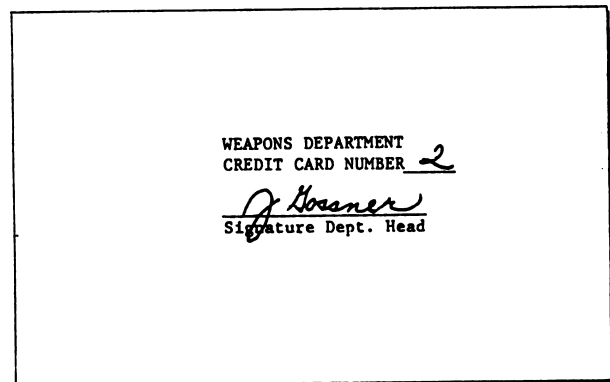 WEAPONS DEPARTMENT
CREDIT CARD NUMBER 2
J Gossner
Signature Dept. Head